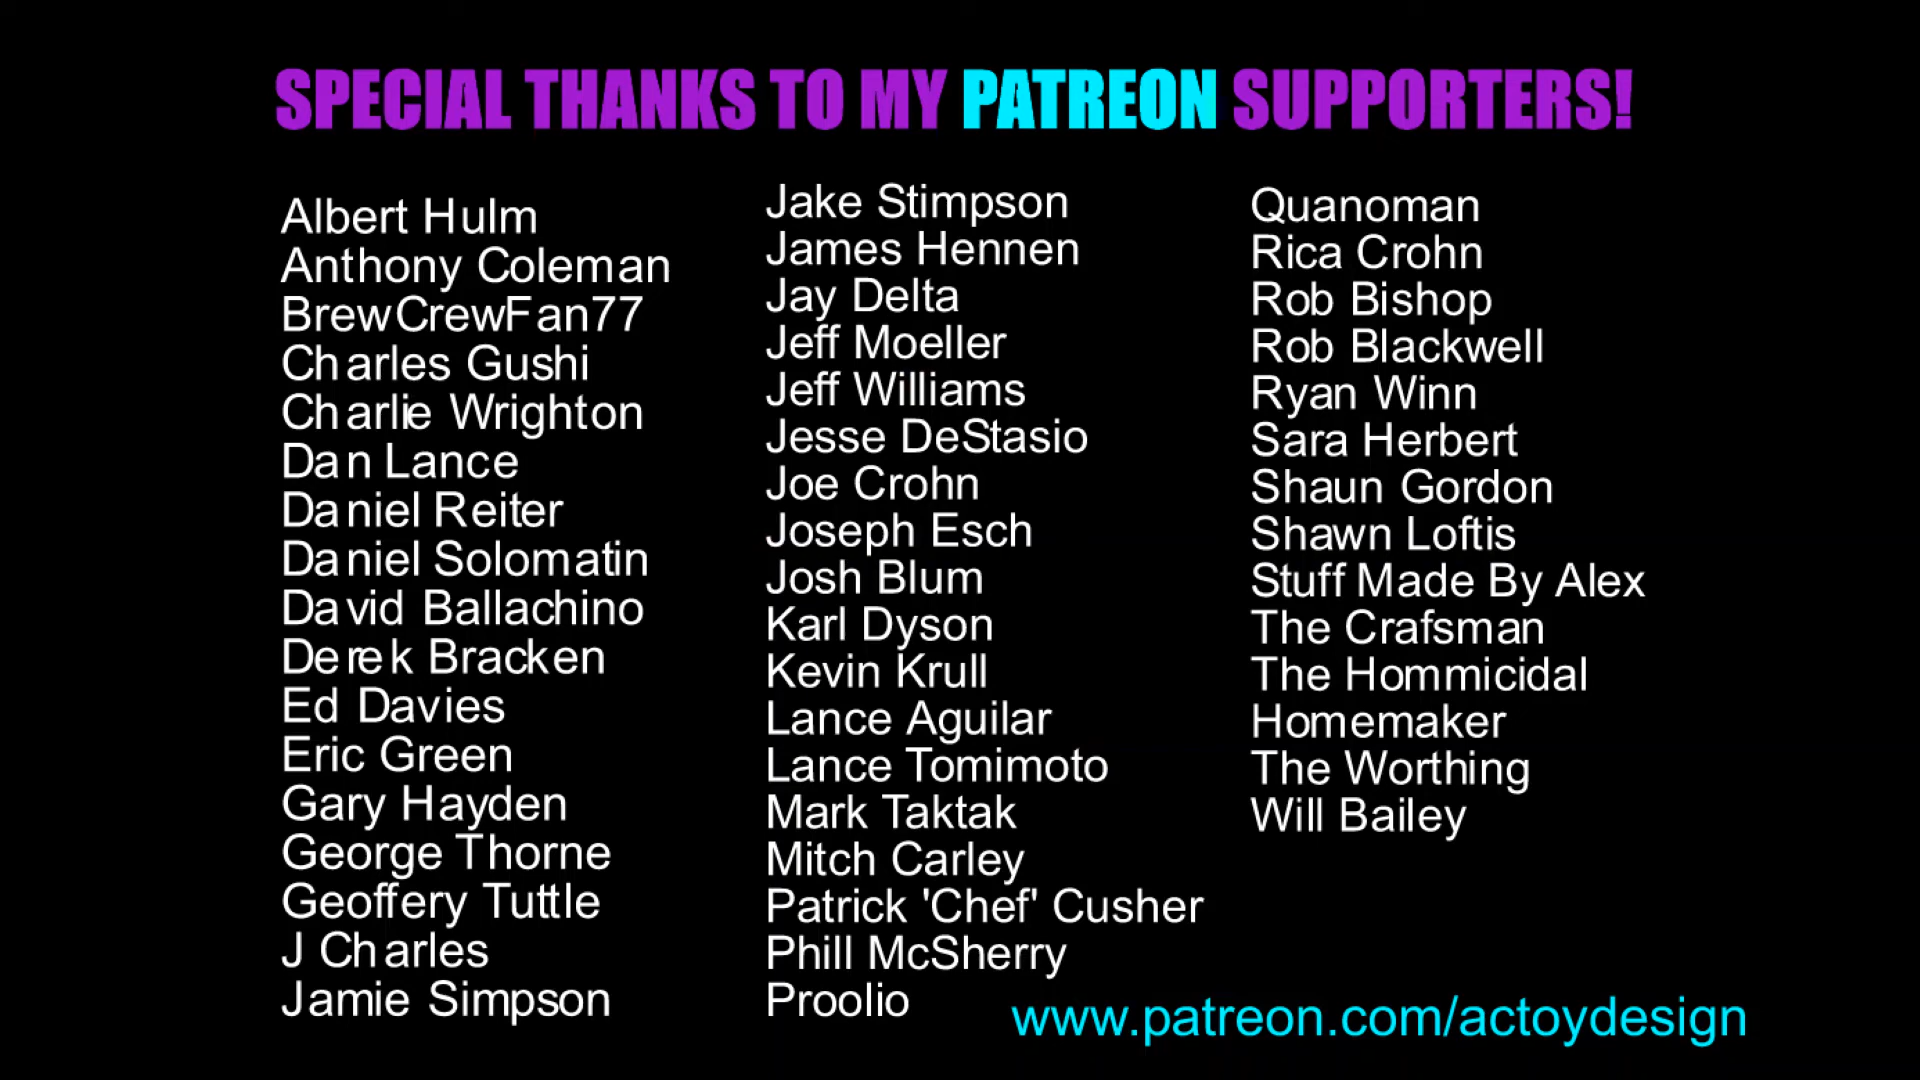 SPECIAL THANKS TO MY PATREON SUPPORTERS!
Albert Hulm
Anthony Coleman
BrewCrewFan77
Charles Gushi
Charlie Wrighton
Dan Lance
Daniel Reiter
Daniel Solomatin
David Ballachino
Derek Bracken
Ed Davies
Eric Green
Gary Hayden
George Thorne
Geoffery Tuttle
J Charles
Jamie Simpson
Jake Stimpson
James Hennen
Jay Delta
Jeff Moeller
Jeff Williams
Jesse DeStasio
Joe Crohn
Joseph Esch
Josh Blum
Karl Dyson
Kevin Krull
Lance Aguilar
Lance Tomimoto
Mark Taktak
Mitch Carley
Patrick 'Chef' Cusher
Phill McSherry
Proolio
Quanoman
Rica Crohn
Rob Bishop
Rob Blackwell
Ryan Winn
Sara Herbert
Shaun Gordon
Shawn Loftis
Stuff Made By Alex
The Crafsman
The Hommicidal
Homemaker
The Worthing
Will Bailey
www.patreon.com/actoydesign